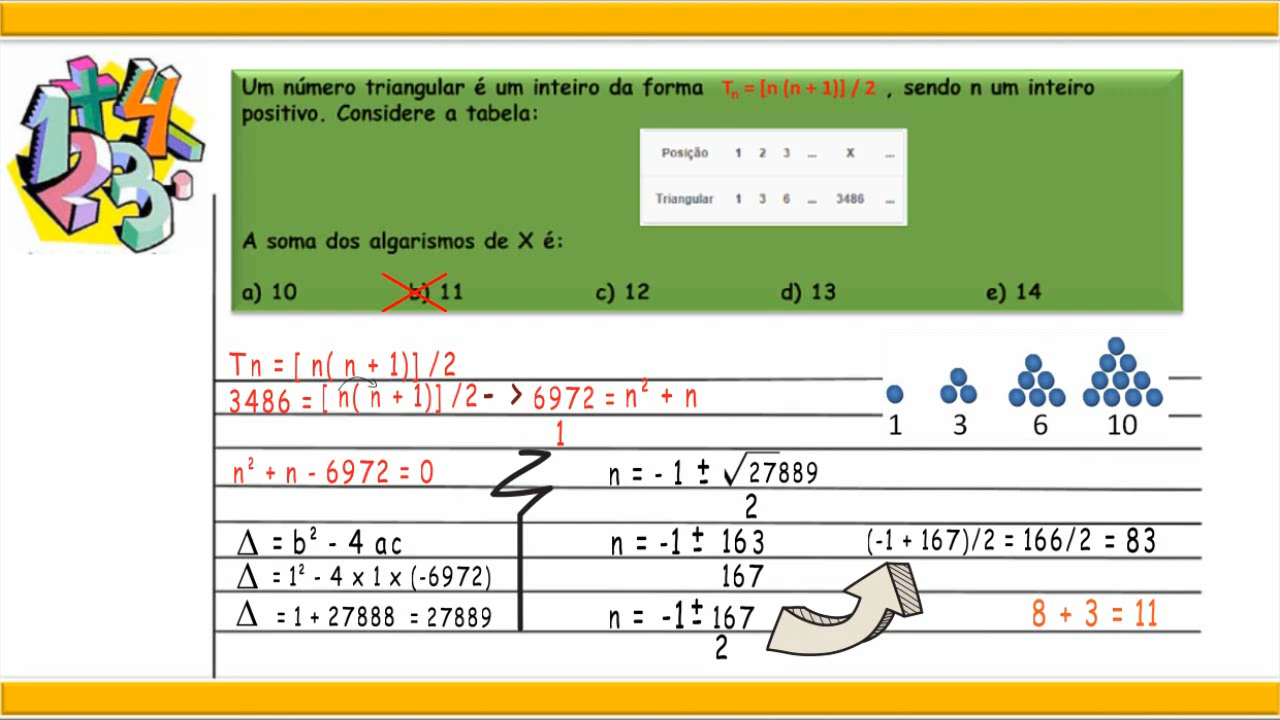 Um número triangular é um inteiro da forma Tn = [n (n + 1)] / 2 , sendo n um inteiro
positivo. Considere a tabela:
Posição 1 2 3 ... X ...
Triangular 1 3 6 ... 3486 ...
A soma dos algarismos de X é:
a) 10 b) 11 c) 12 d) 13 e) 14
Tn = [ n( n + 1)] /2
3486 = [ n( n + 1)] /2 - > 6972 = n² + n
1
1 3 6 10
n² + n - 6972 = 0
Δ = b² - 4 ac
Δ = 1² - 4 x 1 x (-6972)
Δ = 1 + 27888 = 27889
n = - 1 ± √27889
2
n = -1 ± 163
167
n = -1 ± 167
2
(-1 + 167)/2 = 166/2 = 83
8 + 3 = 11